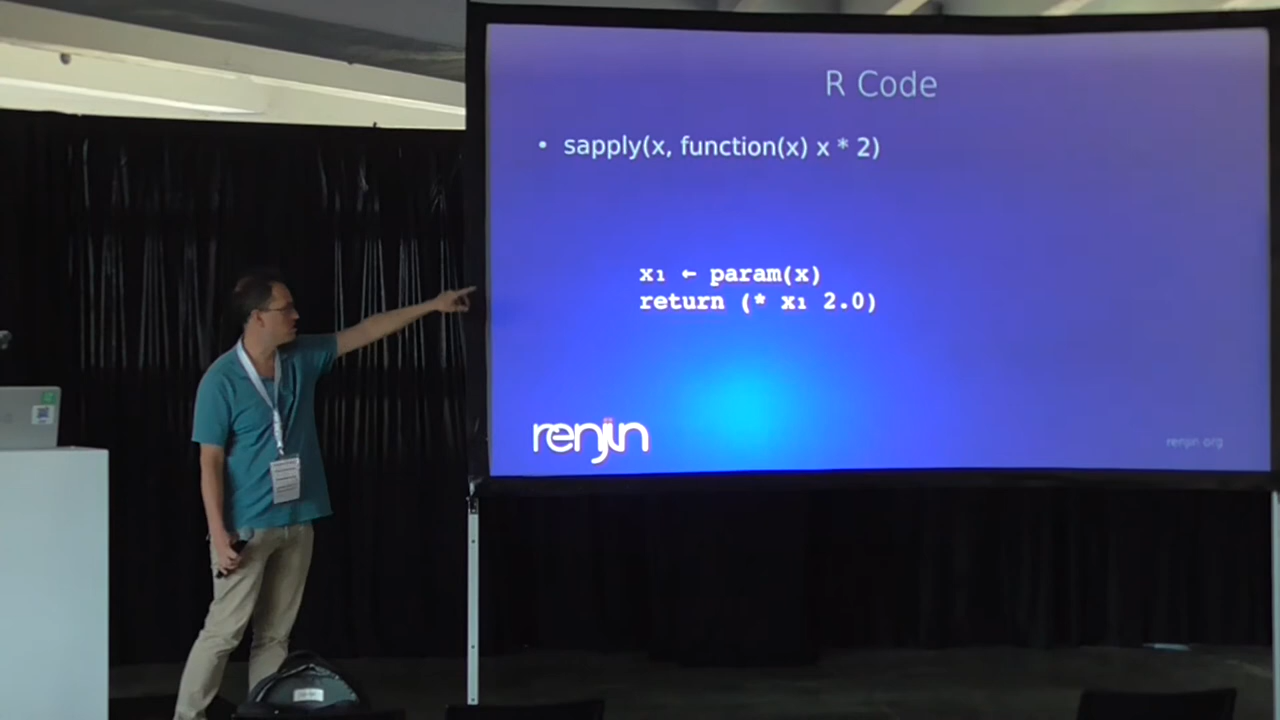 R Code
• sapply(x, function(x) x * 2)
x₁ ← param(x)
return (* x₁ 2.0)
renjin
renjin.org